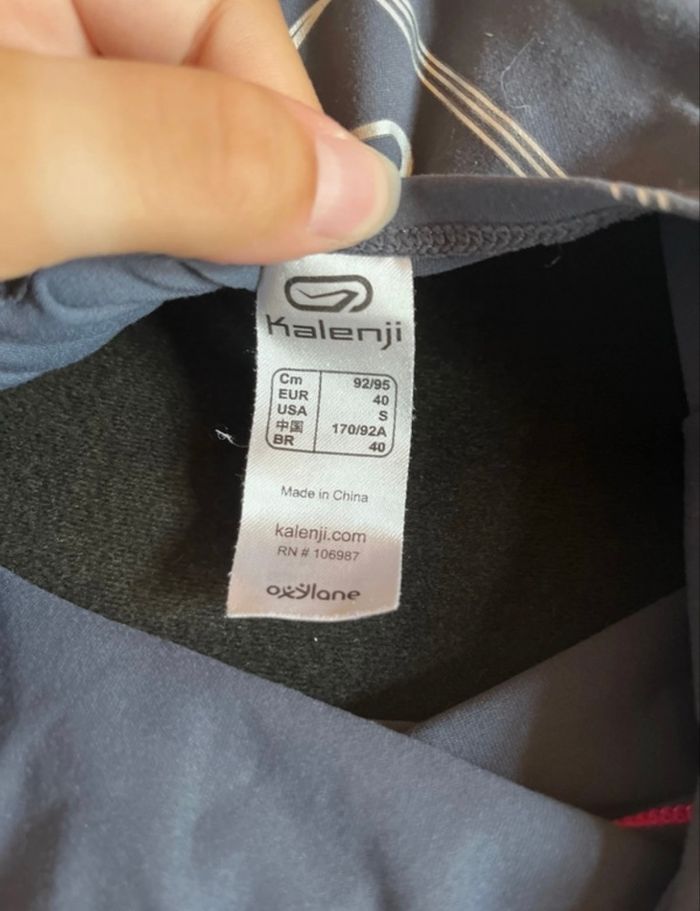 Kalenji
Cm 92/95
EUR 40
USA S
中国 170/92A
BR 40
Made in China
kalenji.com
RN # 106987
oxylane